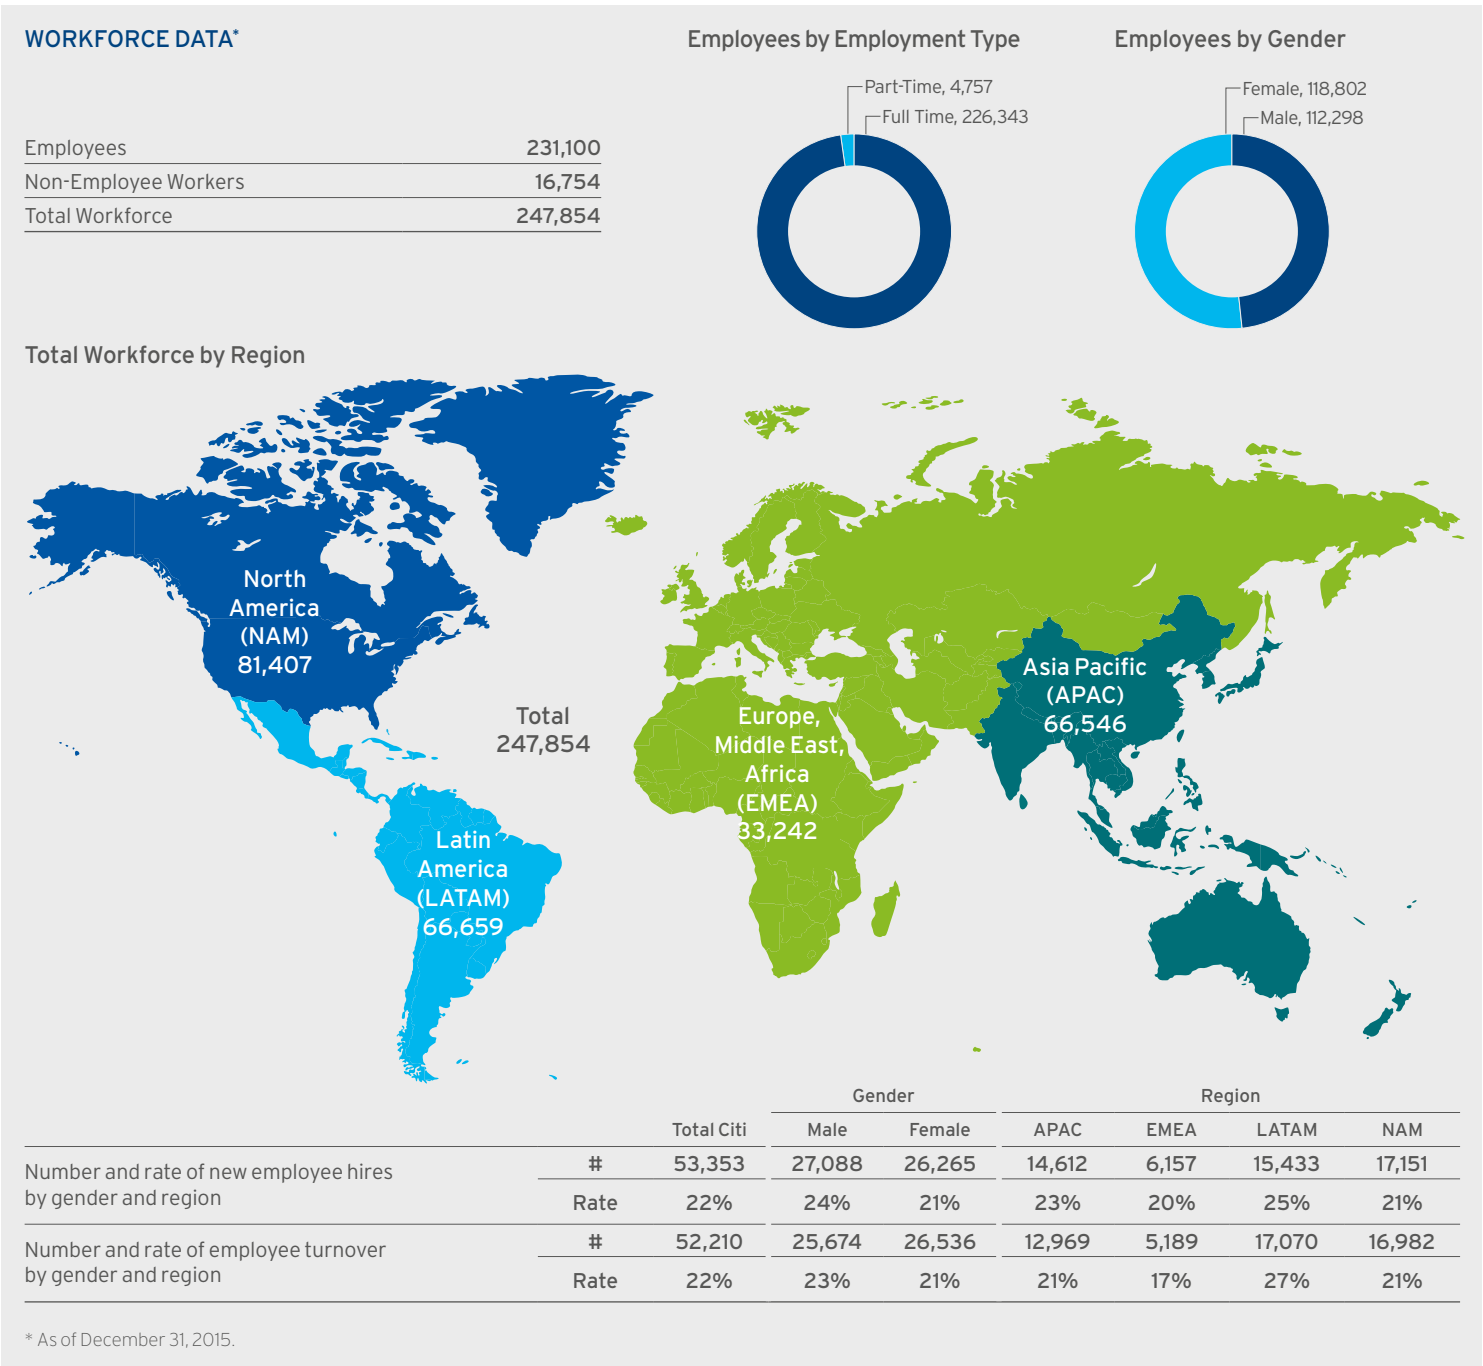 WORKFORCE DATA*
Employees by Employment Type
Employees by Gender
Part-Time, 4,757
Full Time, 226,343
Female, 118,802
Male, 112,298
Employees 231,100
Non-Employee Workers 16,754
Total Workforce 247,854
Total Workforce by Region
North
America
(NAM)
81,407
Total
247,854
Europe,
Middle East,
Africa
(EMEA)
33,242
Asia Pacific
(APAC)
66,546
Latin
America
(LATAM)
66,659
Gender Region
Total Citi Male Female APAC EMEA LATAM NAM
Number and rate of new employee hires
by gender and region
# 53,353 27,088 26,265 14,612 6,157 15,433 17,151
Rate 22% 24% 21% 23% 20% 25% 21%
Number and rate of employee turnover
by gender and region
# 52,210 25,674 26,536 12,969 5,189 17,070 16,982
Rate 22% 23% 21% 21% 17% 27% 21%
* As of December 31, 2015.